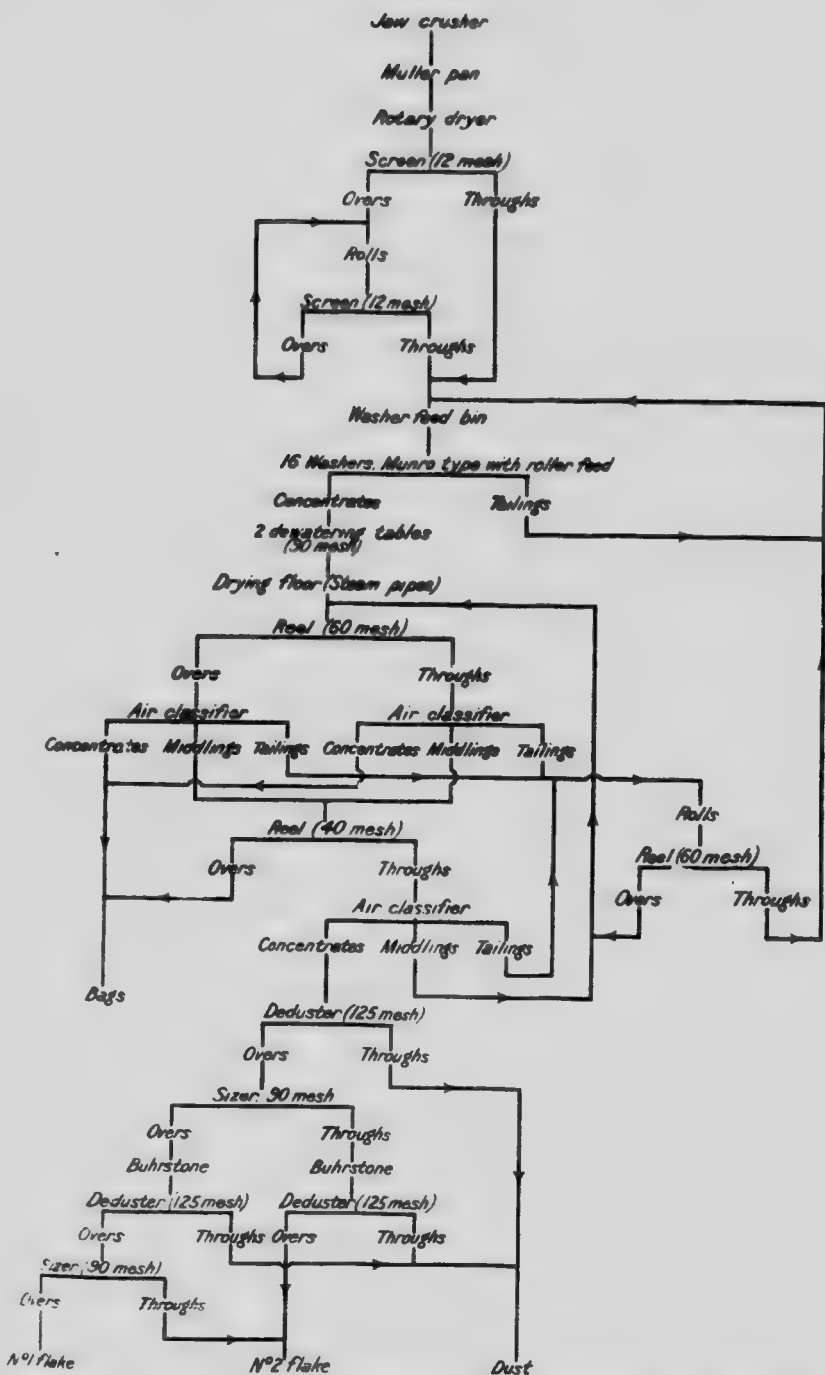 Jaw crusher
Muller pan
Rotary dryer
Screen (12 mesh)
Overs Throughs
Rolls
Screen (12 mesh)
Overs Throughs
Washer feed bin
16 Washers, Munro type with roller feed
Concentrates Tailings
2 dewatering tables
(90 mesh)
Drying floor (Steam pipes)
Reel (60 mesh)
Overs Throughs
Air classifier Air classifier
Concentrates Middlings Tailings Concentrates Middlings Tailings
Rolls
Reel (40 mesh) Reel (60 mesh)
Overs Throughs Overs Throughs
Air classifier
Concentrates Middlings Tailings
Bags
Deduster (125 mesh)
Overs Throughs
Sizer. 90 mesh
Overs Throughs
Buhrstone Buhrstone
Deduster (125 mesh) Deduster (125 mesh)
Overs Throughs Overs Throughs
Sizer (90 mesh)
Overs Throughs
Nº1 flake Nº2 flake Dust